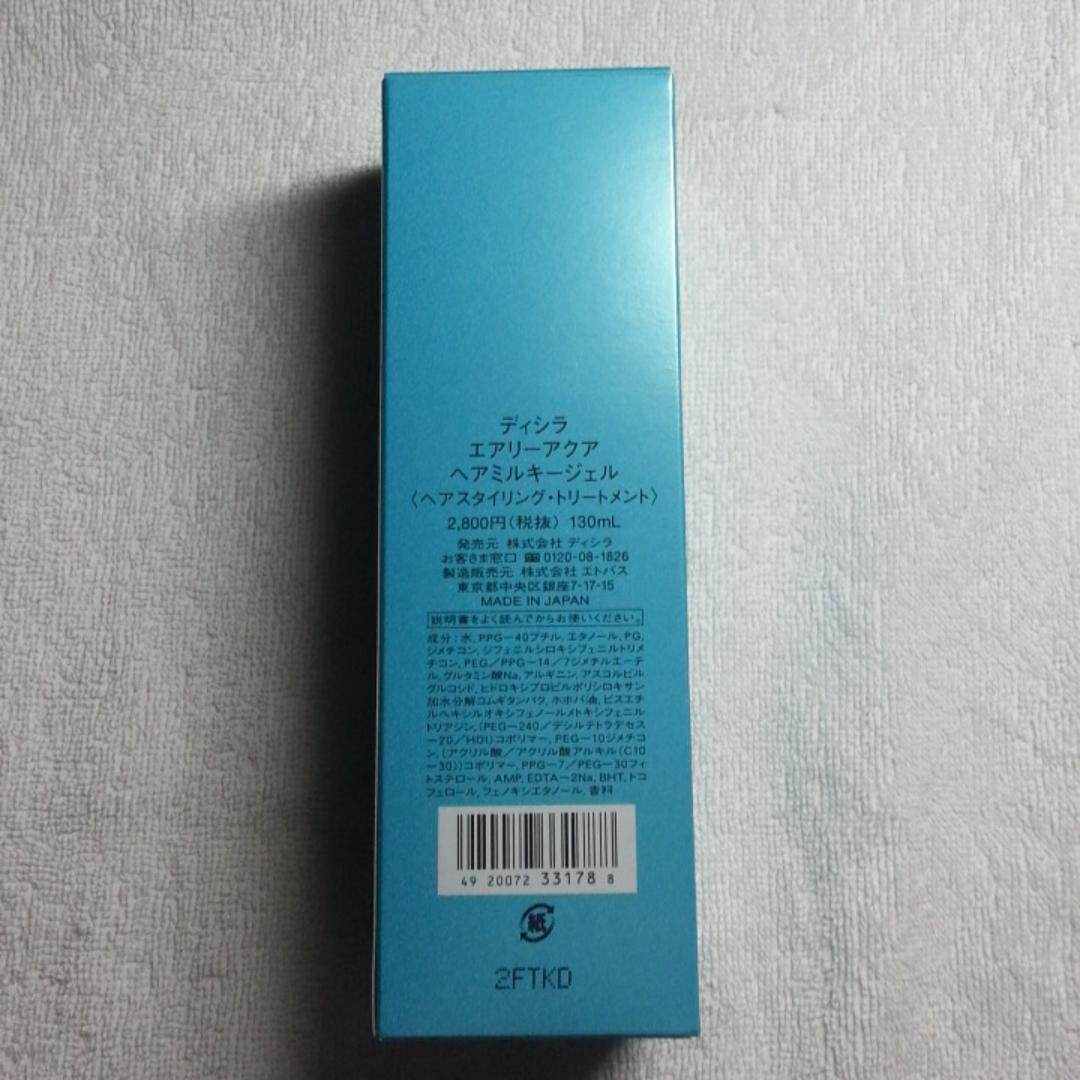 ディシラ
エアリーアクア
ヘアミルキージェル
〈ヘアスタイリング・トリートメント〉
2,800円(税抜) 130mL
発売元 株式会社 ディシラ
お客さま窓口 0120-08-1826
製造販売元 株式会社 エトバス
東京都中央区銀座7-17-15
MADE IN JAPAN
説明書をよく読んでからお使いください。
成分:水, PPG-40ブチル, エタノール, PG,
ジメチコン, ジフェニルシロキシフェニルトリメ
チコン, PEG/PPG-14/7ジメチルエーテ
ル, グルタミン酸Na, アルギニン, アスコルビル
グルコシド, ヒドロキシプロピルポリシロキサン
加水分解コムギタンパク, ホホバ油, ビスエチ
ルヘキシルオキシフェノールメトキシフェニル
トリアジン, (PEG-240/デシルテトラデセス
-20/HDI)コポリマー, PEG-10ジメチコ
ン, (アクリル酸/アクリル酸アルキル(C10
-30))コポリマー, PPG-7/PEG-30フィ
トステロール, AMP, EDTA-2Na, BHT, トコ
フェロール, フェノキシエタノール, 香料
49 20072 33178 8
紙
2FTKD